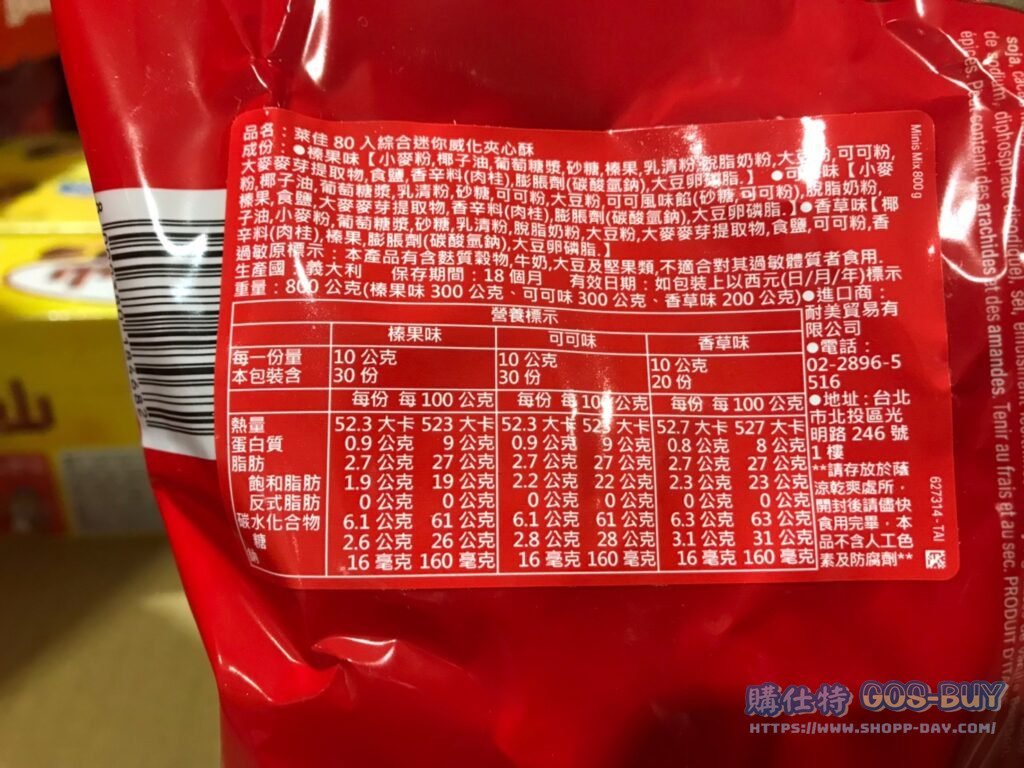 品名：萊佳 80 入綜合迷你威化夾心酥
成份：●榛果味【小麥粉,椰子油,葡萄糖漿,砂糖,榛果,乳清粉,脫脂奶粉,大豆粉,可可粉,
大麥麥芽提取物,食鹽,香辛料(肉桂),膨脹劑(碳酸氫鈉),大豆卵磷脂.】●可可味【小麥
粉,椰子油,葡萄糖漿,乳清粉,砂糖,可可粉,大豆粉,可可風味餡(砂糖,可可粉),脫脂奶粉,
榛果,食鹽,大麥麥芽提取物,香辛料(肉桂),膨脹劑(碳酸氫鈉),大豆卵磷脂.】●香草味【椰
子油,小麥粉,葡萄糖漿,砂糖,乳清粉,脫脂奶粉,大豆粉,大麥麥芽提取物,食鹽,可可粉,香
辛料(肉桂),榛果,膨脹劑(碳酸氫鈉),大豆卵磷脂.】
過敏原標示：本產品有含麩質穀物,牛奶,大豆及堅果類,不適合對其過敏體質者食用.
生產國：義大利 保存期間：18 個月 有效日期：如包裝上以西元(日/月/年)標示
重量：800 公克(榛果味 300 公克、可可味 300 公克、香草味 200 公克)●進口商：
耐美貿易有
限公司
●電話：
02-2896-5
516
●地址：台北
市北投區光
明路 246 號
1 樓
**請存放於蔭
涼乾爽處所。
開封後請儘快
食用完畢。本
品不含人工色
素及防腐劑**
營養標示
榛果味 可可味 香草味
每一份量 10 公克 10 公克 10 公克
本包裝含 30 份 30 份 20 份
每份 每 100 公克 每份 每 100 公克 每份 每 100 公克
熱量 52.3 大卡 523 大卡 52.3 大卡 523 大卡 52.7 大卡 527 大卡
蛋白質 0.9 公克 9 公克 0.9 公克 9 公克 0.8 公克 8 公克
脂肪 2.7 公克 27 公克 2.7 公克 27 公克 2.7 公克 27 公克
飽和脂肪 1.9 公克 19 公克 2.2 公克 22 公克 2.3 公克 23 公克
反式脂肪 0 公克 0 公克 0 公克 0 公克 0 公克 0 公克
碳水化合物 6.1 公克 61 公克 6.1 公克 61 公克 6.3 公克 63 公克
糖 2.6 公克 26 公克 2.8 公克 28 公克 3.1 公克 31 公克
鈉 16 毫克 160 毫克 16 毫克 160 毫克 16 毫克 160 毫克
Minis Mix 800g
627314 - TAI
des arachides et des amandes. Tenir au frais et au sec. PRODUIT D'IT
購仕特 GOS-BUY
HTTPS://WWW.SHOPP-DAY.COM/